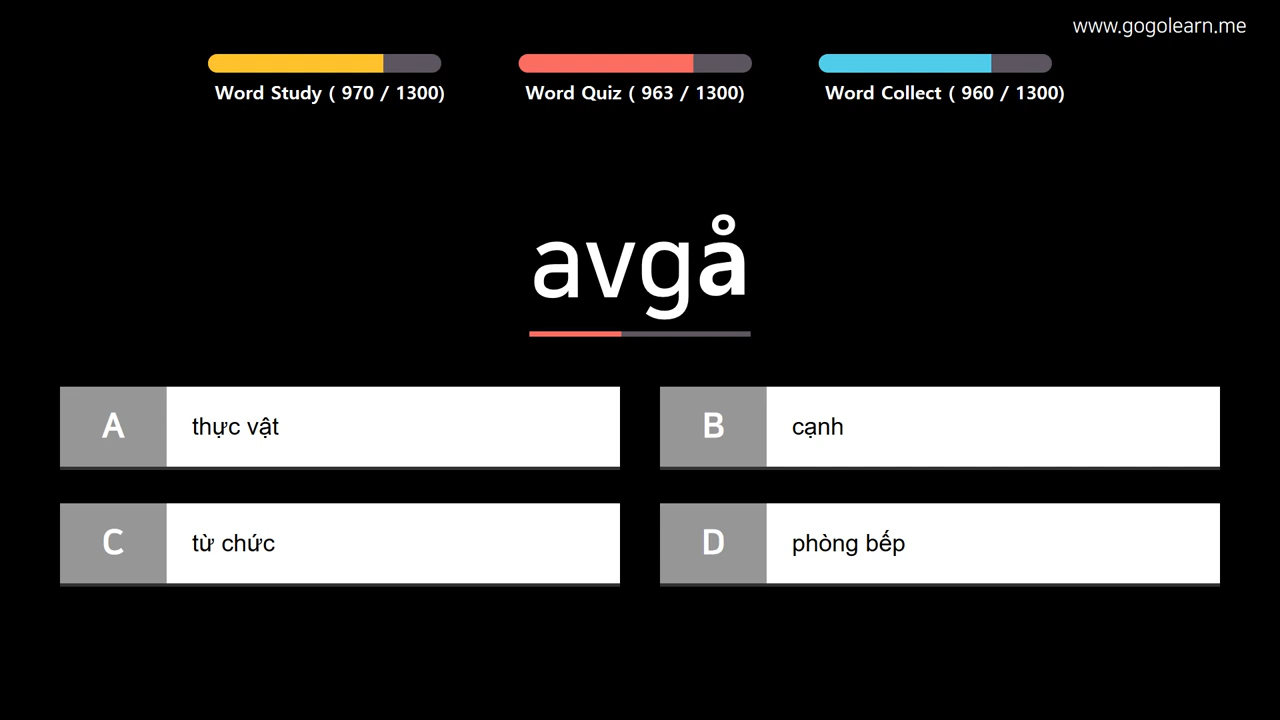 www.gogolearn.me
Word Study ( 970 / 1300)
Word Quiz ( 963 / 1300)
Word Collect ( 960 / 1300)
avgå
A thực vật
B cạnh
C từ chức
D phòng bếp